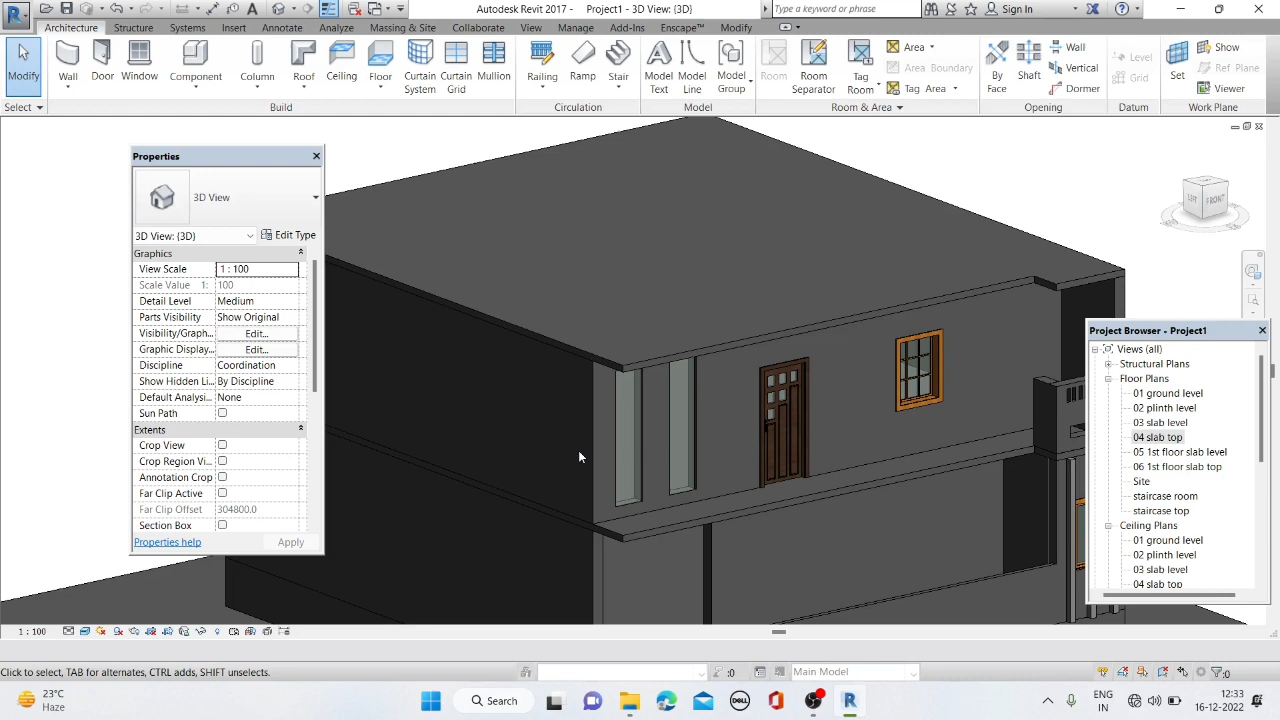 Autodesk Revit 2017 - Project1 - 3D View: {3D}
Type a keyword or phrase
Sign In
Architecture Structure Systems Insert Annotate Analyze Massing & Site Collaborate View Manage Add-Ins Escape™ Modify
Modify
Wall
Door
Window
Component
Column
Roof
Ceiling
Floor
Curtain System
Curtain Grid
Mullion
Railing
Ramp
Stair
Model Text
Model Line
Model Group
Room
Room Separator
Tag Room
Area
Area Boundary
Tag Area
By Face
Shaft
Wall
Vertical
Dormer
Level
Grid
Set
Show
Ref Plane
Viewer
Select
Build
Circulation
Model
Room & Area
Opening
Datum
Work Plane
LEFT
FRONT
Properties
3D View
3D View: {3D}
Edit Type
Graphics
View Scale 1 : 100
Scale Value 1: 100
Detail Level Medium
Parts Visibility Show Original
Visibility/Graph... Edit...
Graphic Display... Edit...
Discipline Coordination
Show Hidden Li... By Discipline
Default Analysi... None
Sun Path
Extents
Crop View
Crop Region Vi...
Annotation Crop
Far Clip Active
Far Clip Offset 304800.0
Section Box
Properties help
Apply
Project Browser - Project1
Views (all)
Structural Plans
Floor Plans
01 ground level
02 plinth level
03 slab level
04 slab top
05 1st floor slab level
06 1st floor slab top
Site
staircase room
staircase top
Ceiling Plans
01 ground level
02 plinth level
03 slab level
04 slab top
1 : 100
Click to select, TAB for alternates, CTRL adds, SHIFT unselects.
:0
Main Model
:0
23°C
Haze
Search
ENG
IN
12:33
16-12-2022